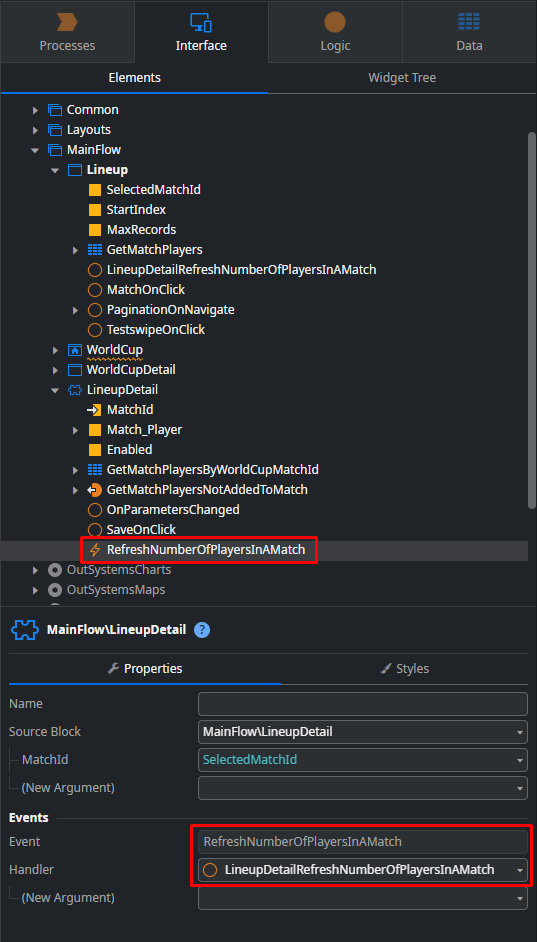 Processes Interface Logic Data
Elements Widget Tree
Common
Layouts
MainFlow
Lineup
SelectedMatchId
StartIndex
MaxRecords
GetMatchPlayers
LineupDetailRefreshNumberOfPlayersInAMatch
MatchOnClick
PaginationOnNavigate
TestswipeOnClick
WorldCup
WorldCupDetail
LineupDetail
MatchId
Match_Player
Enabled
GetMatchPlayersByWorldCupMatchId
GetMatchPlayersNotAddedToMatch
OnParametersChanged
SaveOnClick
RefreshNumberOfPlayersInAMatch
OutSystemsCharts
OutSystemsMaps
MainFlow\LineupDetail ?
Properties Styles
Name
Source Block MainFlow\LineupDetail
MatchId SelectedMatchId
(New Argument)
Events
Event RefreshNumberOfPlayersInAMatch
Handler LineupDetailRefreshNumberOfPlayersInAMatch
(New Argument)